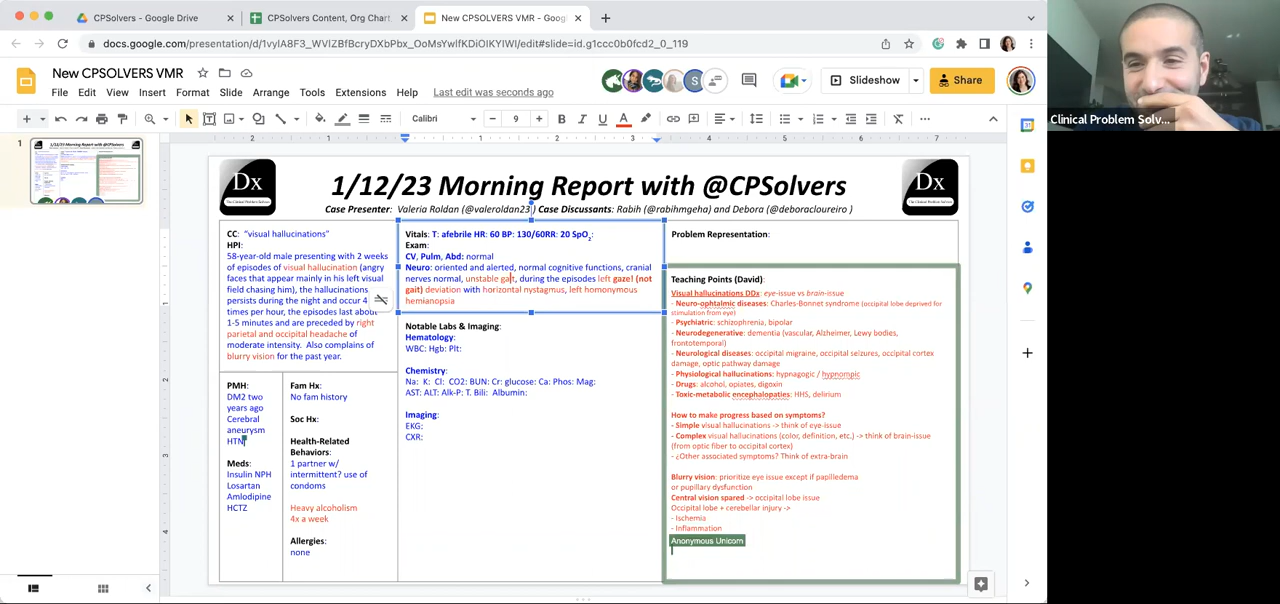 CPSolvers - Google Drive
CPSolvers Content, Org Chart,
New CPSOLVERS VMR - Goog
docs.google.com/presentation/d/
/edit#slide=id.g1ccc0b0fcd2_0_119
New CPSOLVERS VMR
File Edit View Insert Format Slide Arrange Tools Extensions Help Last edit was seconds ago
Slideshow
Share
Calibri
9
Clinical Problem Solv...
1/12/23 Morning Report with @CPSolvers
Case Presenter: Valeria Roldan (@valeroldan23) Case Discussants: Rabih (@rabihmgeha) and Debora (@deboracloureiro )
CC: "visual hallucinations"
HPI:
58-year-old male presenting with 2 weeks
of episodes of visual hallucination (angry
faces that appear mainly in his left visual
field chasing him), the hallucinations
persists during the night and occur 4
times per hour, the episodes last about
1-5 minutes and are preceded by right
parietal and occipital headache of
moderate intensity. Also complains of
blurry vision for the past year.
PMH:
DM2 two
years ago
Cerebral
aneurysm
HTN
Meds:
Insulin NPH
Losartan
Amlodipine
HCTZ
Fam Hx:
No fam history
Soc Hx:
Health-Related
Behaviors:
1 partner w/
intermittent? use of
condoms
Heavy alcoholism
4x a week
Allergies:
none
Vitals: T: afebrile HR: 60 BP: 130/60RR: 20 SpO2:
Exam:
CV, Pulm, Abd: normal
Neuro: oriented and alerted, normal cognitive functions, cranial
nerves normal, unstable gait, during the episodes left gaze! (not
gait) deviation with horizontal nystagmus, left homonymous
hemianopsia
Notable Labs & Imaging:
Hematology:
WBC: Hgb: Plt:
Chemistry:
Na: K: Cl: CO2: BUN: Cr: glucose: Ca: Phos: Mag:
AST: ALT: Alk-P: T. Bili: Albumin:
Imaging:
EKG:
CXR:
Problem Representation:
Teaching Points (David):
Visual hallucinations DDx: eye-issue vs brain-issue
- Neuro-ophtalmic diseases: Charles-Bonnet syndrome (occipital lobe deprived for
stimulation from eye)
- Psychiatric: schizophrenia, bipolar
- Neurodegenerative: dementia (vascular, Alzheimer, Lewy bodies,
frontotemporal)
- Neurological diseases: occipital migraine, occipital seizures, occipital cortex
damage, optic pathway damage
- Physiological hallucinations: hypnagogic / hypnompic
- Drugs: alcohol, opiates, digoxin
- Toxic-metabolic encephalopaties: HHS, delirium
How to make progress based on symptoms?
- Simple visual hallucinations -> think of eye-issue
- Complex visual hallucinations (color, definition, etc.) -> think of brain-issue
(from optic fiber to occipital cortex)
- ¿Other associated symptoms? Think of extra-brain
Blurry vision: prioritize eye issue except if papilledema
or pupillary dysfunction
Central vision spared -> occipital lobe issue
Occipital lobe + cerebellar injury ->
- Ischemia
- Inflammation
Anonymous Unicorn